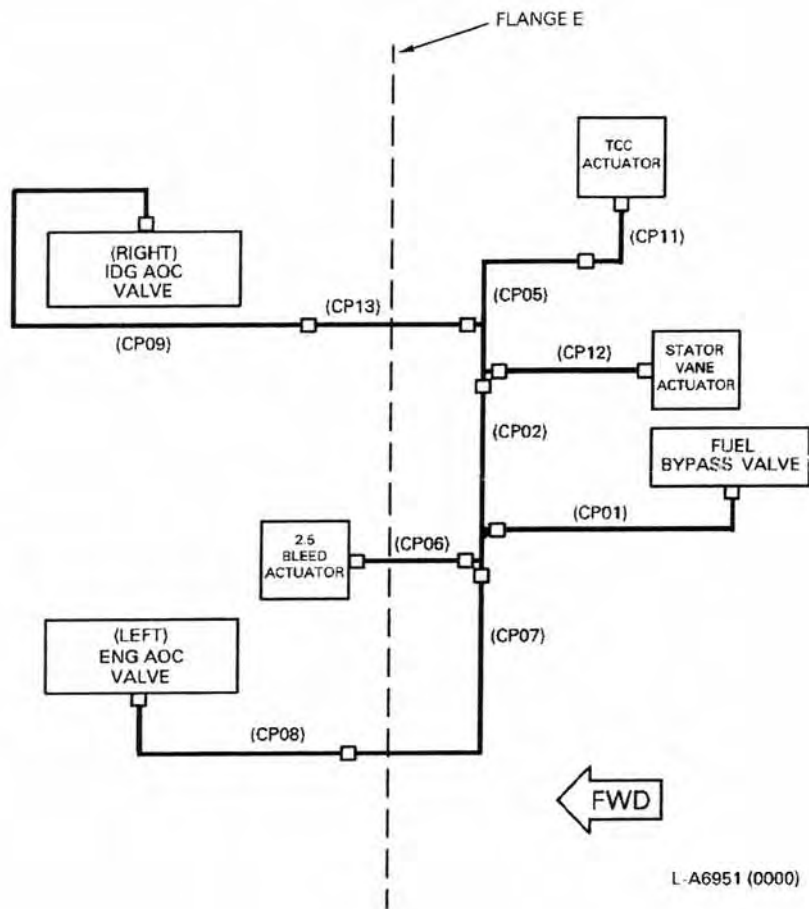 FLANGE E
TCC
ACTUATOR
(CP11)
(RIGHT)
IDG AOC
VALVE
(CP13)
(CP05)
(CP09)
(CP12)
STATOR
VANE
ACTUATOR
(CP02)
FUEL
BYPASS VALVE
(CP01)
2.5
BLEED
ACTUATOR
(CP06)
(LEFT)
ENG AOC
VALVE
(CP07)
(CP08)
FWD
L-A6951 (0000)